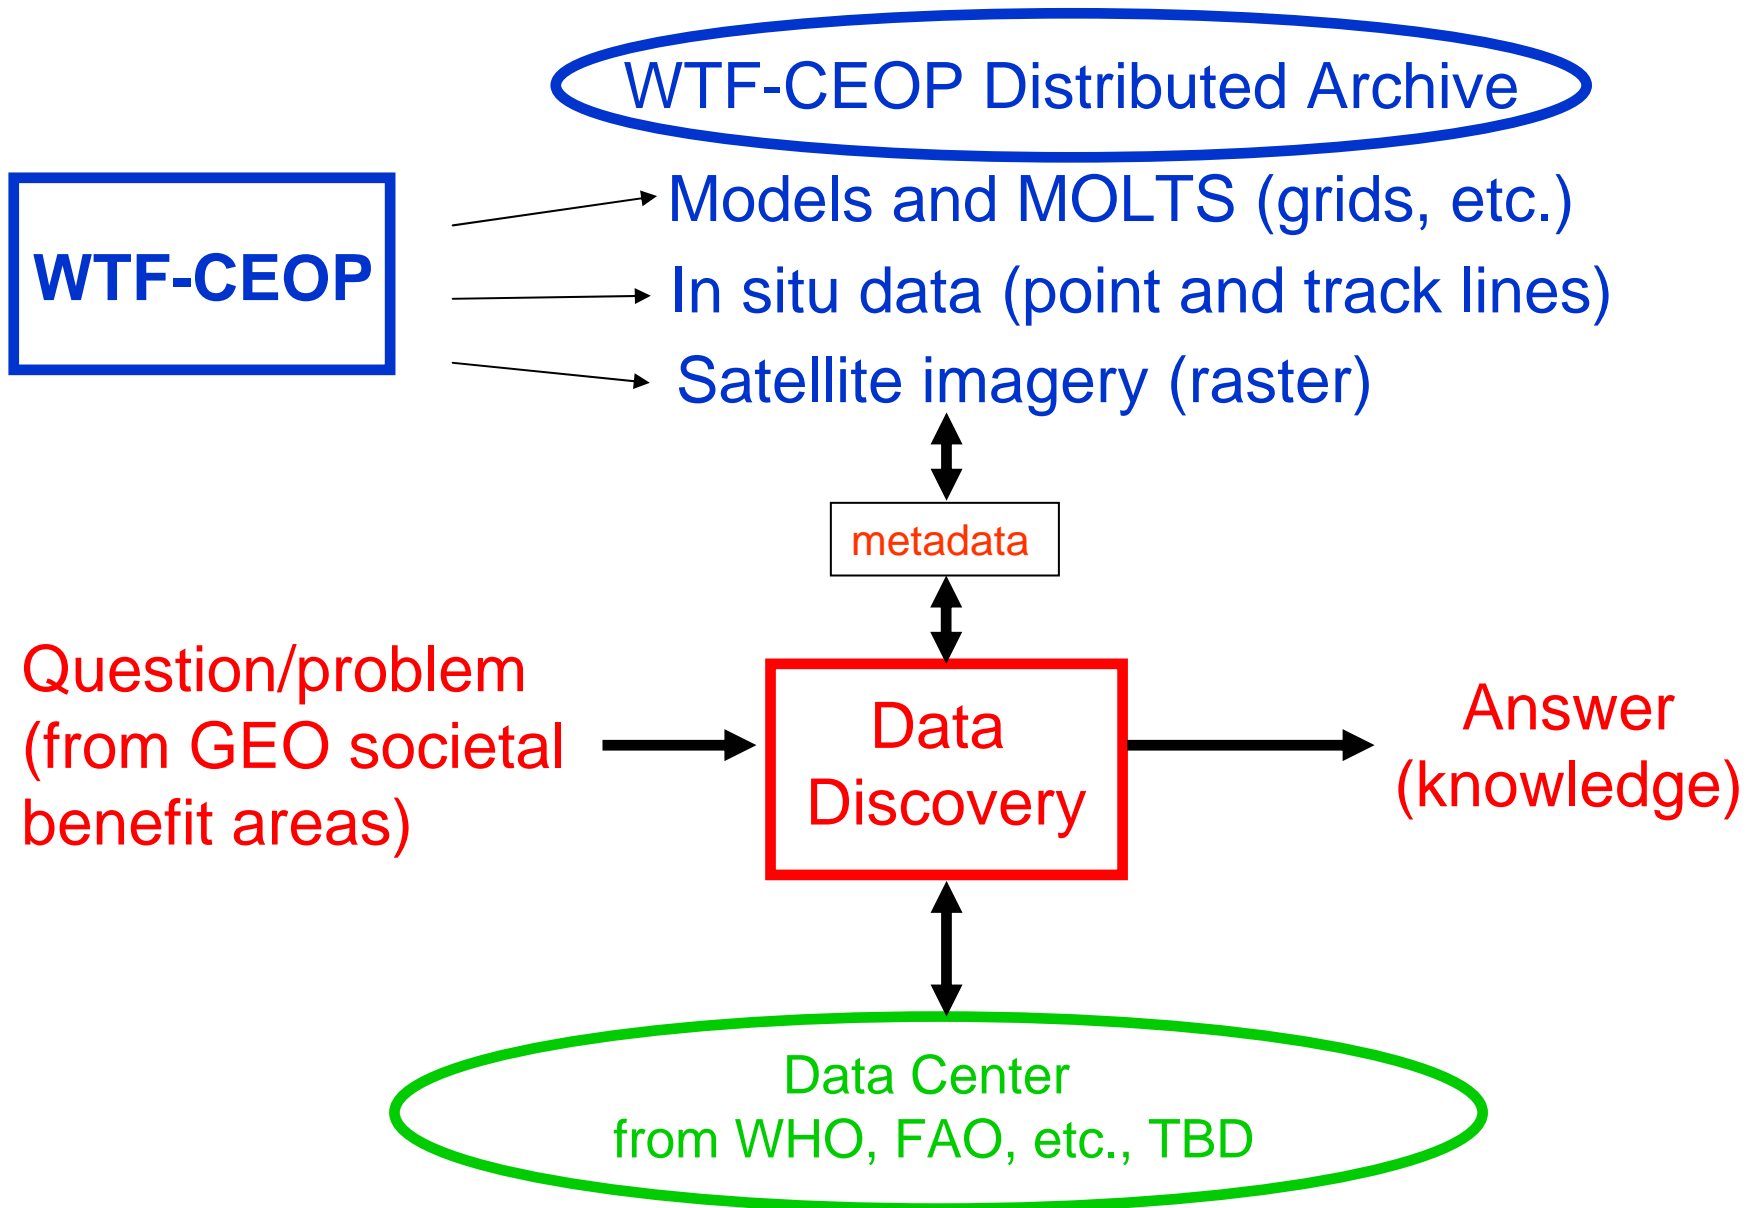 WTF-CEOP Distributed Archive
WTF-CEOP
Models and MOLTS (grids, etc.)
In situ data (point and track lines)
Satellite imagery (raster)
metadata
Question/problem
(from GEO societal
benefit areas)
Data
Discovery
Answer
(knowledge)
Data Center
from WHO, FAO, etc., TBD